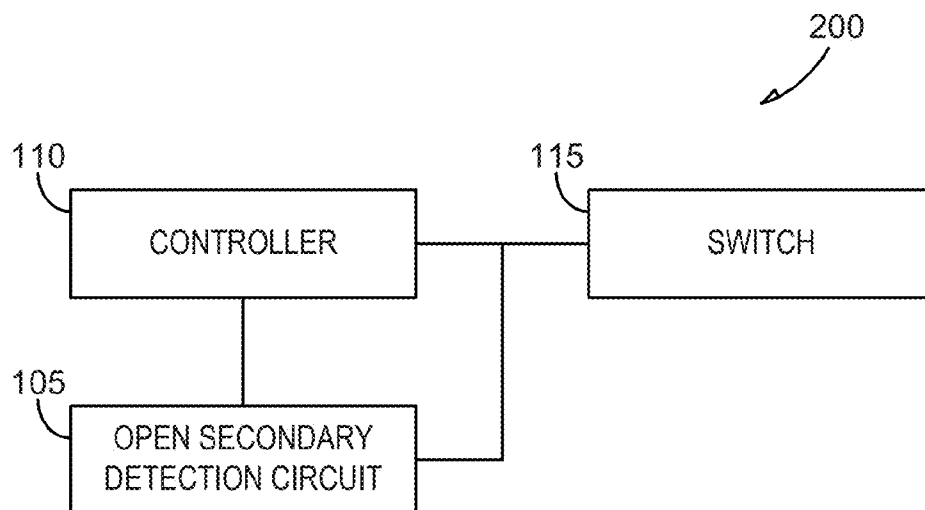 200
110
115
CONTROLLER
SWITCH
105
OPEN SECONDARY
DETECTION CIRCUIT